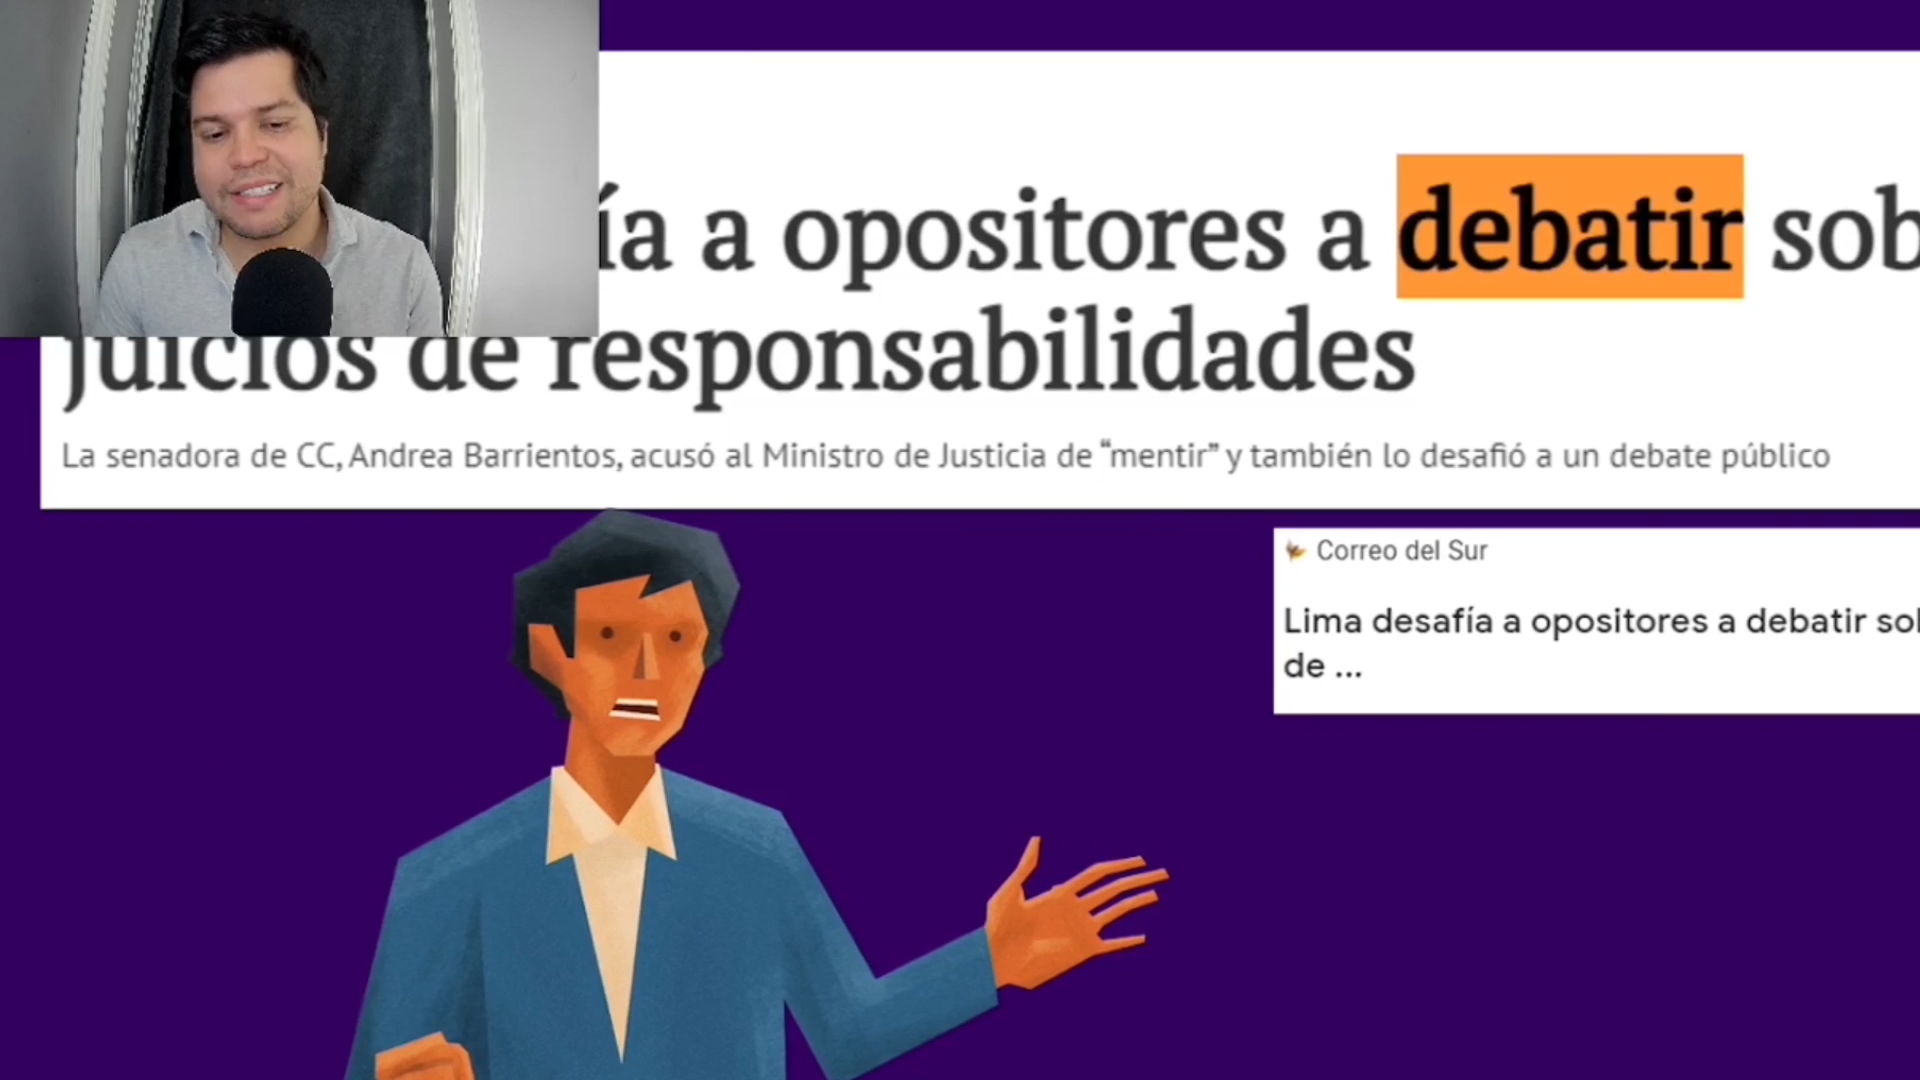 ía a opositores a debatir sob
juicios de responsabilidades
La senadora de CC, Andrea Barrientos, acusó al Ministro de Justicia de “mentir” y también lo desafió a un debate público
Correo del Sur
Lima desafía a opositores a debatir sob
de ...